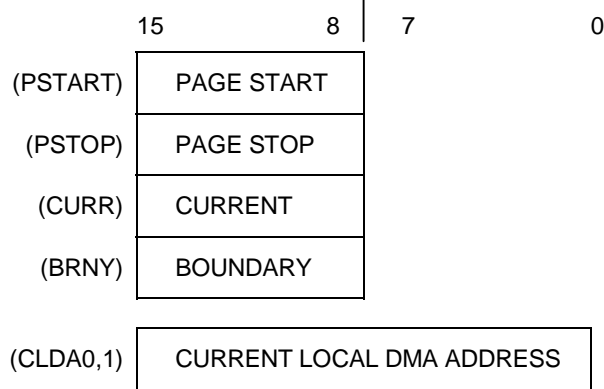 15 8 7 0
(PSTART) PAGE START
(PSTOP) PAGE STOP
(CURR) CURRENT
(BRNY) BOUNDARY
(CLDA0,1) CURRENT LOCAL DMA ADDRESS